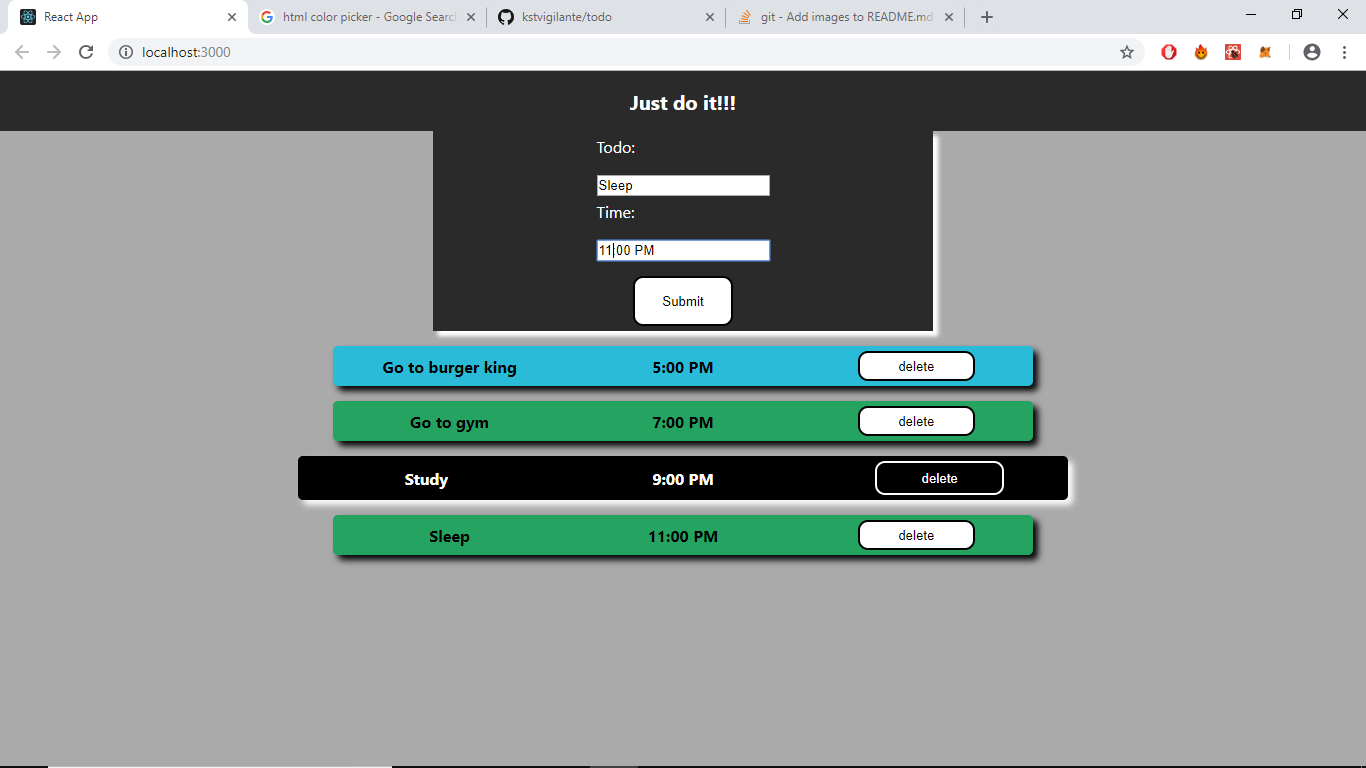 React App
html color picker - Google Searc
kstvigilante/todo
git - Add images to README.md
localhost:3000
Just do it!!!
Todo:
Sleep
Time:
11:00 PM
Submit
Go to burger king 5:00 PM delete
Go to gym 7:00 PM delete
Study 9:00 PM delete
Sleep 11:00 PM delete